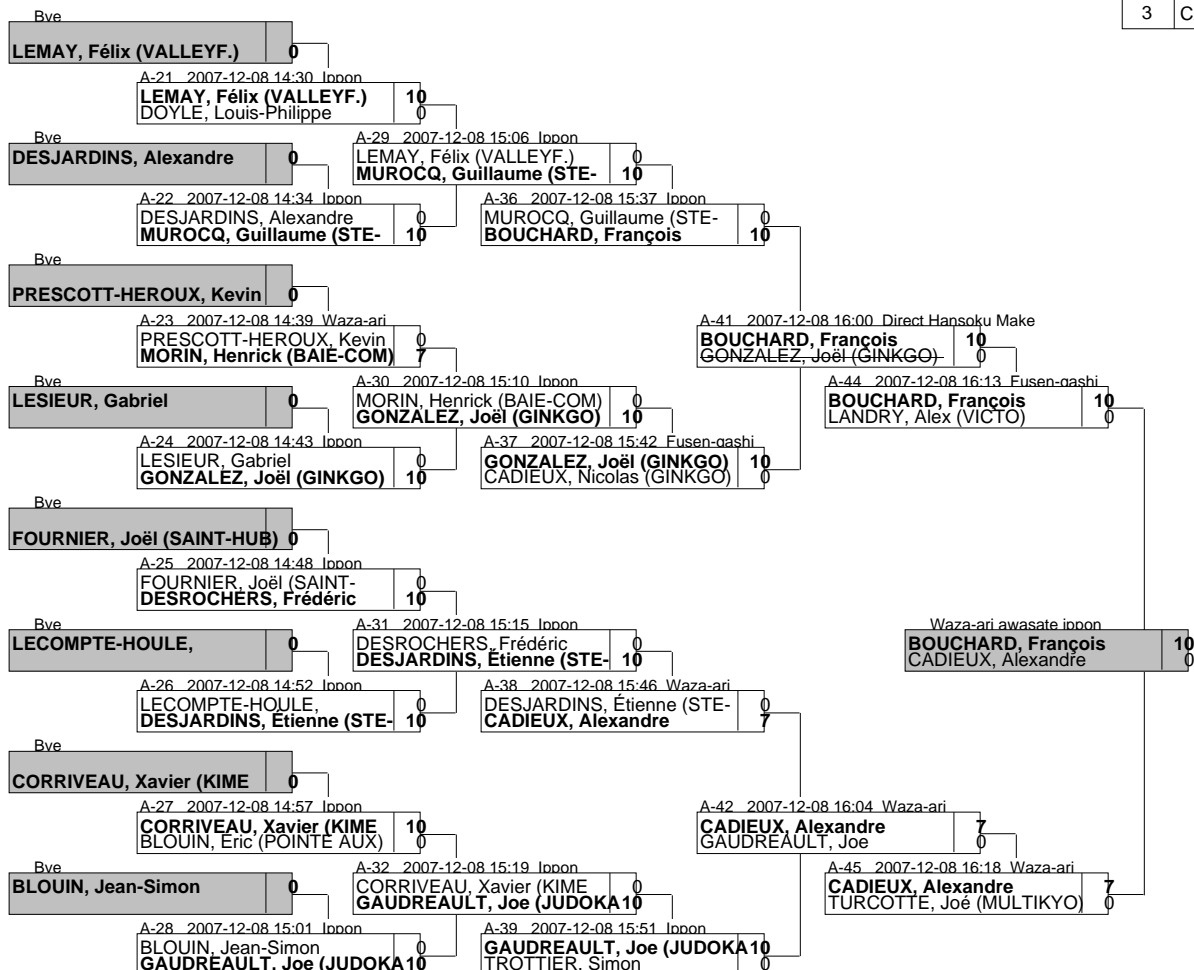 3 C
Bye
LEMAY, Félix (VALLEYF.) 0
A-21 2007-12-08 14:30 Ippon
LEMAY, Félix (VALLEYF.) 10
DOYLE, Louis-Philippe 0
Bye
DESJARDINS, Alexandre 0
A-29 2007-12-08 15:06 Ippon
LEMAY, Félix (VALLEYF.) 0
MUROCQ, Guillaume (STE- 10
A-22 2007-12-08 14:34 Ippon
DESJARDINS, Alexandre 0
MUROCQ, Guillaume (STE- 10
A-36 2007-12-08 15:37 Ippon
MUROCQ, Guillaume (STE- 0
BOUCHARD, François 10
Bye
PRESCOTT-HEROUX, Kevin 0
A-23 2007-12-08 14:39 Waza-ari
PRESCOTT-HEROUX, Kevin 0
MORIN, Henrick (BAIE-COM) 7
A-41 2007-12-08 16:00 Direct Hansoku Make
BOUCHARD, François 10
GONZALEZ, Joël (GINKGO) 0
Bye
LESIEUR, Gabriel 0
A-30 2007-12-08 15:10 Ippon
MORIN, Henrick (BAIE-COM) 0
GONZALEZ, Joël (GINKGO) 10
A-44 2007-12-08 16:13 Fusen-gashi
BOUCHARD, François 10
LANDRY, Alex (VICTO) 0
A-24 2007-12-08 14:43 Ippon
LESIEUR, Gabriel 0
GONZALEZ, Joël (GINKGO) 10
A-37 2007-12-08 15:42 Fusen-gashi
GONZALEZ, Joël (GINKGO) 10
CADIEUX, Nicolas (GINKGO) 0
Bye
FOURNIER, Joël (SAINT-HUB) 0
A-25 2007-12-08 14:48 Ippon
FOURNIER, Joël (SAINT- 0
DESROCHERS, Frédéric 10
Bye
LECOMPTE-HOULE, 0
A-31 2007-12-08 15:15 Ippon
DESROCHERS, Frédéric 0
DESJARDINS, Étienne (STE- 10
Waza-ari awasate ippon
BOUCHARD, François 10
CADIEUX, Alexandre 0
A-26 2007-12-08 14:52 Ippon
LECOMPTE-HOULE, 0
DESJARDINS, Étienne (STE- 10
A-38 2007-12-08 15:46 Waza-ari
DESJARDINS, Étienne (STE- 0
CADIEUX, Alexandre 7
Bye
CORRIVEAU, Xavier (KIME 0
A-27 2007-12-08 14:57 Ippon
CORRIVEAU, Xavier (KIME 10
BLOUIN, Éric (POINTE AUX) 0
A-42 2007-12-08 16:04 Waza-ari
CADIEUX, Alexandre 7
GAUDREAULT, Joe 0
Bye
BLOUIN, Jean-Simon 0
A-32 2007-12-08 15:19 Ippon
CORRIVEAU, Xavier (KIME 0
GAUDREAULT, Joe (JUDOKA 10
A-45 2007-12-08 16:18 Waza-ari
CADIEUX, Alexandre 7
TURCOTTE, Joé (MULTIKYO) 0
A-28 2007-12-08 15:01 Ippon
BLOUIN, Jean-Simon 0
GAUDREAULT, Joe (JUDOKA 10
A-39 2007-12-08 15:51 Ippon
GAUDREAULT, Joe (JUDOKA 10
TROTTIER, Simon 0